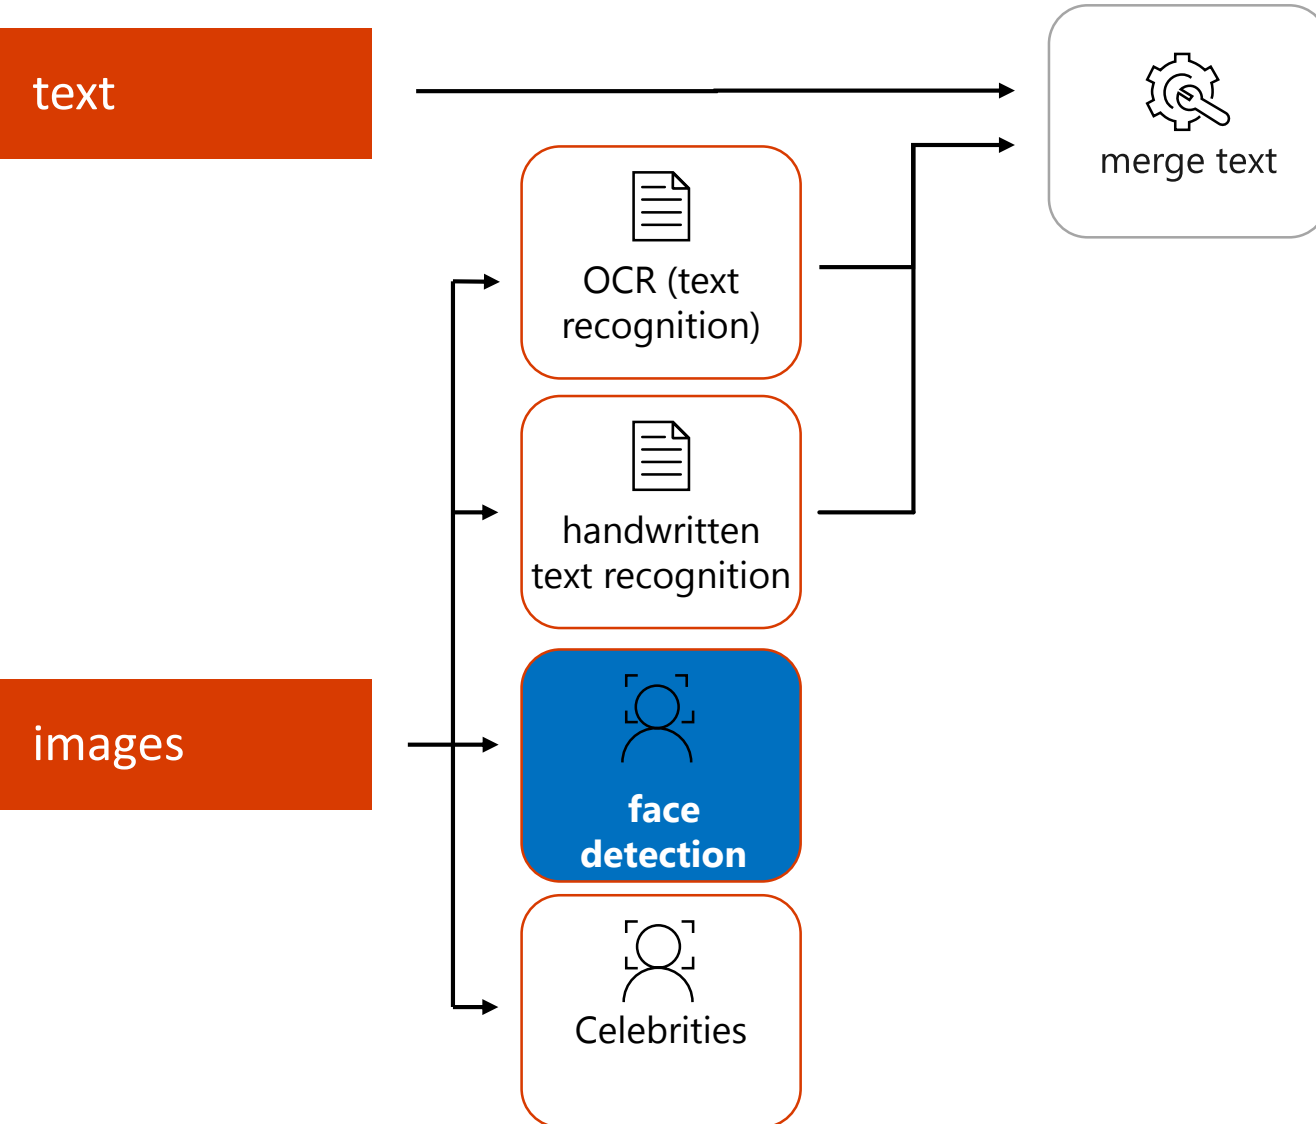 text
merge text
OCR (text
recognition)
handwritten
text recognition
images
face
detection
Celebrities